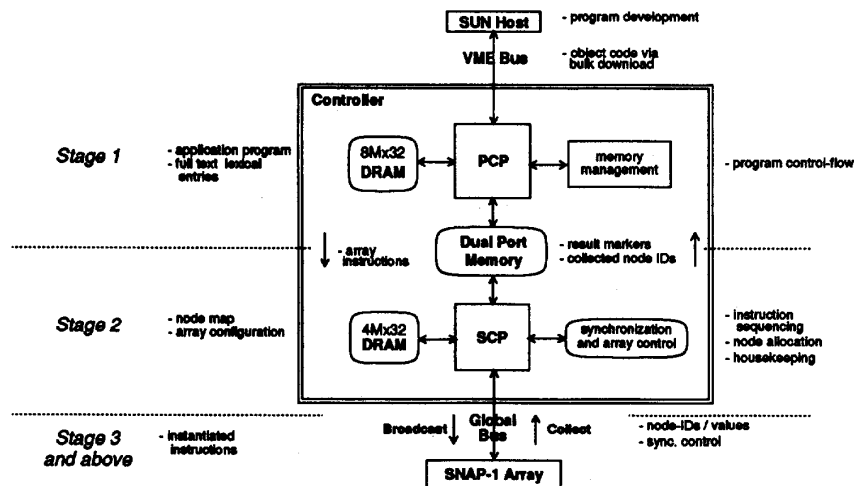 SUN Host
- program development
VME Bus
- object code via
bulk download
Controller
Stage 1
- application program
- full text lexical
entries
8Mx32
DRAM
PCP
memory
management
- program control-flow
- array
instructions
Dual Port
Memory
- result markers
- collected node IDs
Stage 2
- node map
- array configuration
4Mx32
DRAM
SCP
synchronization
and array control
- instruction
sequencing
- node allocation
- housekeeping
Stage 3
and above
- instantiated
instructions
Broadcast
Global
Bus
Collect
- node-IDs / values
- sync. control
SNAP-1 Array